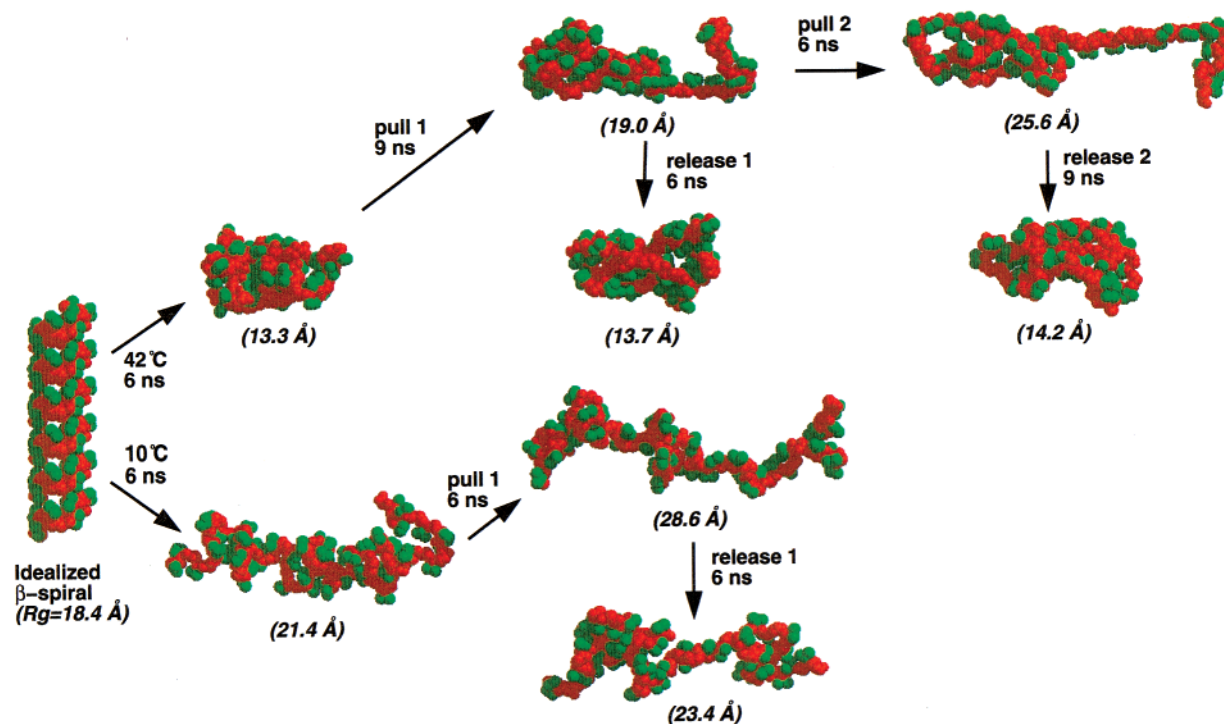 pull 2
6 ns
pull 1
9 ns
(19.0 Å)
(25.6 Å)
release 1
6 ns
release 2
9 ns
(13.3 Å)
(13.7 Å)
(14.2 Å)
42°C
6 ns
10°C
6 ns
pull 1
6 ns
(28.6 Å)
release 1
6 ns
Idealized
β-spiral
(Rg=18.4 Å)
(21.4 Å)
(23.4 Å)